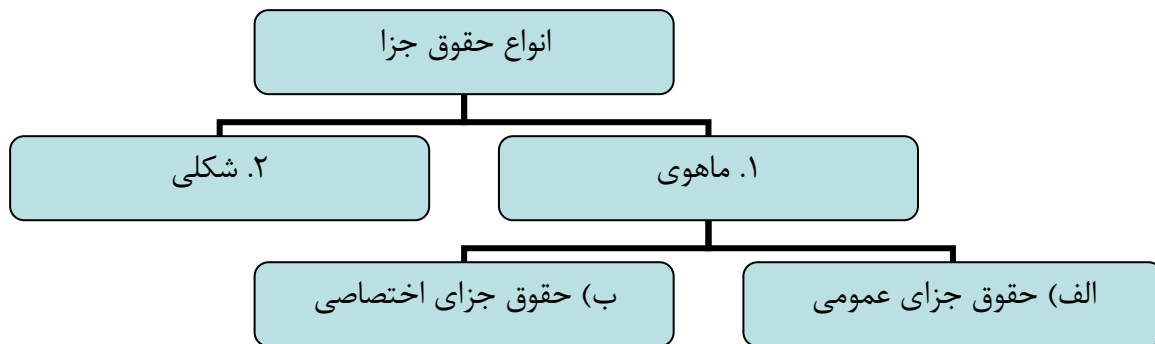 انواع حقوق جزا
۱. ماهوی
۲. شکلی
الف) حقوق جزای عمومی
ب) حقوق جزای اختصاصی